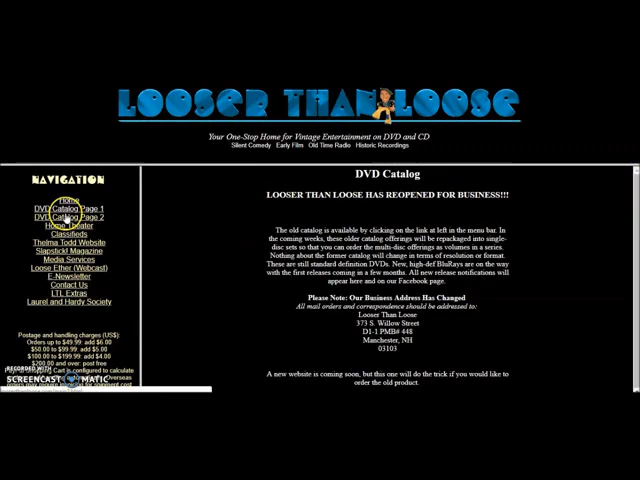 LOOSER THAN LOOSE
Your One-Stop Home for Vintage Entertainment on DVD and CD
Silent Comedy Early Film Old Time Radio Historic Recordings
NAVIGATION
Home
DVD Catalog Page 1
DVD Catalog Page 2
Home Theater
Classifieds
Thelma Todd Website
Slapstick! Magazine
Media Services
Loose Ether (Webcast)
E-Newsletter
Contact Us
LTL Extras
Laurel and Hardy Society
Postage and handling charges (US$):
Orders up to $49.99: add $6.00
$50.00 to $99.99: add $5.00
$100.00 to $199.99: add $4.00
$200.00 and over: post free
Shopping Cart is configured to calculate
RECORDED WITH
SCREENCAST MATIC
DVD Catalog
LOOSER THAN LOOSE HAS REOPENED FOR BUSINESS!!!
The old catalog is available by clicking on the link at left in the menu bar. In
the coming weeks, these older catalog offerings will be repackaged into single-
disc sets so that you can order the multi-disc offerings as volumes in a series.
Nothing about the former catalog will change in terms of resolution or format.
These are still standard definition DVDs. New, high-def BluRays are on the way
with the first releases coming in a few months. All new release notifications will
appear here and on our Facebook page.
Please Note: Our Business Address Has Changed
All mail orders and correspondence should be addressed to:
Looser Than Loose
373 S. Willow Street
D1-1 PMB# 448
Manchester, NH
03103
A new website is coming soon, but this one will do the trick if you would like to
order the old product.